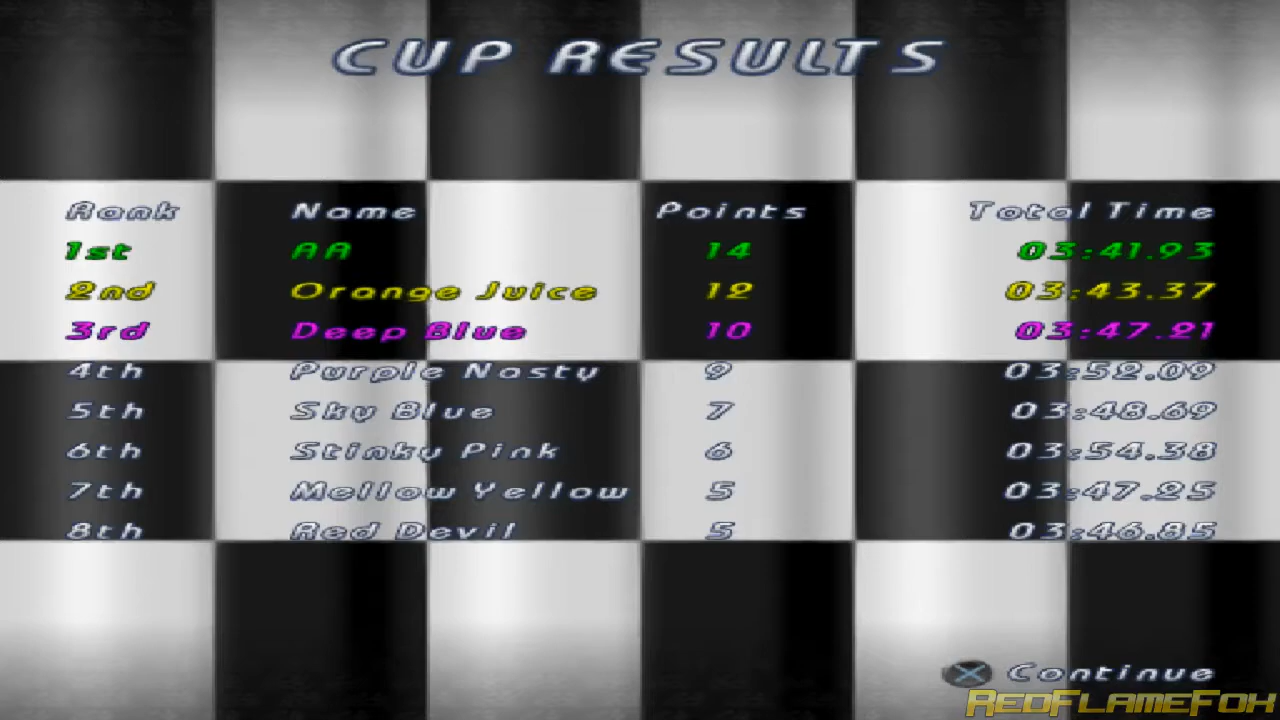 CUP RESULTS
Rank Name Points Total Time
1st AA 14 03:41.93
2nd Orange Juice 12 03:43.37
3rd Deep Blue 10 03:47.21
4th Purple Nasty 9 03:52.09
5th Sky Blue 7 03:48.69
6th Stinky Pink 6 03:54.38
7th Mellow Yellow 5 03:47.25
8th Red Devil 5 03:46.85
Continue
RedFlameFox